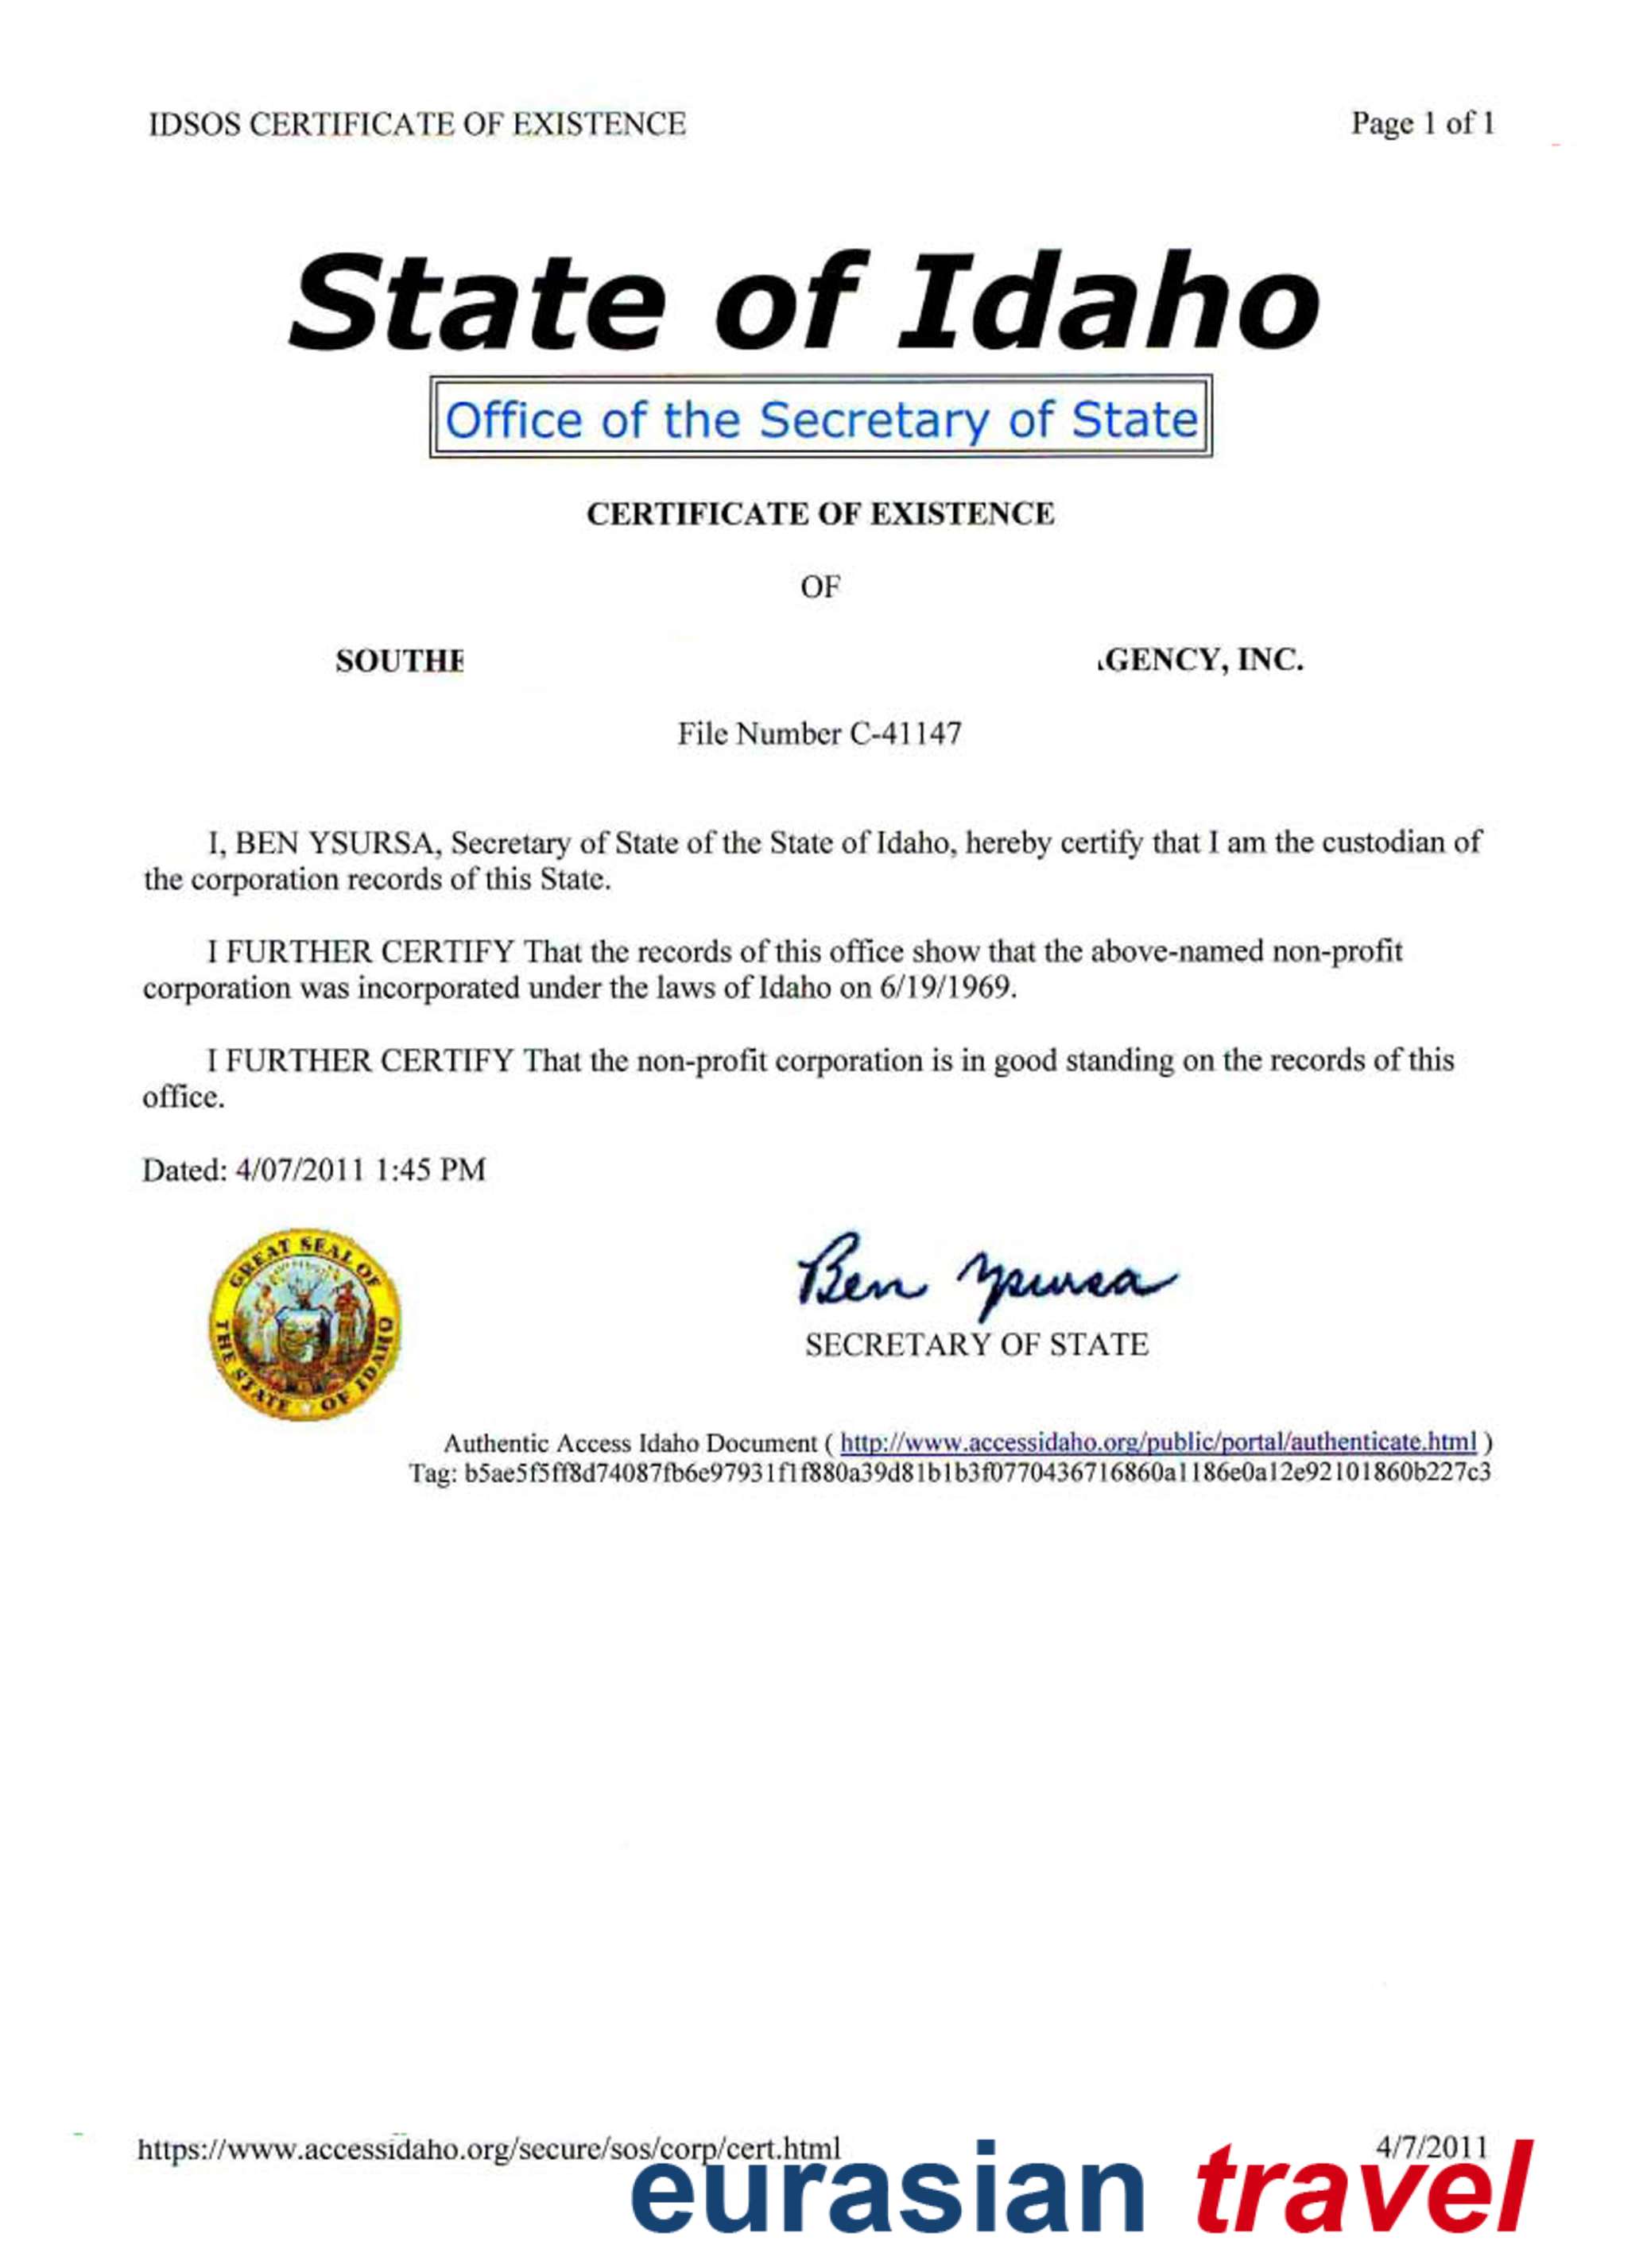 IDSOS CERTIFICATE OF EXISTENCE Page 1 of 1
State of Idaho
Office of the Secretary of State
CERTIFICATE OF EXISTENCE
OF
SOUTHE GENCY, INC.
File Number C-41147
I, BEN YSURSA, Secretary of State of the State of Idaho, hereby certify that I am the custodian of
the corporation records of this State.
I FURTHER CERTIFY That the records of this office show that the above-named non-profit
corporation was incorporated under the laws of Idaho on 6/19/1969.
I FURTHER CERTIFY That the non-profit corporation is in good standing on the records of this
office.
Dated: 4/07/2011 1:45 PM
GREAT SEAL OF
THE STATE OF IDAHO
Ben Ysursa
SECRETARY OF STATE
Authentic Access Idaho Document ( http://www.accessidaho.org/public/portal/authenticate.html )
Tag: b5ae5f5ff8d74087fb6e97931f1f880a39d81b1b3f0770436716860a1186e0a12e92101860b227c3
https://www.accessidaho.org/secure/sos/corp/cert.html 4/7/2011
eurasian travel